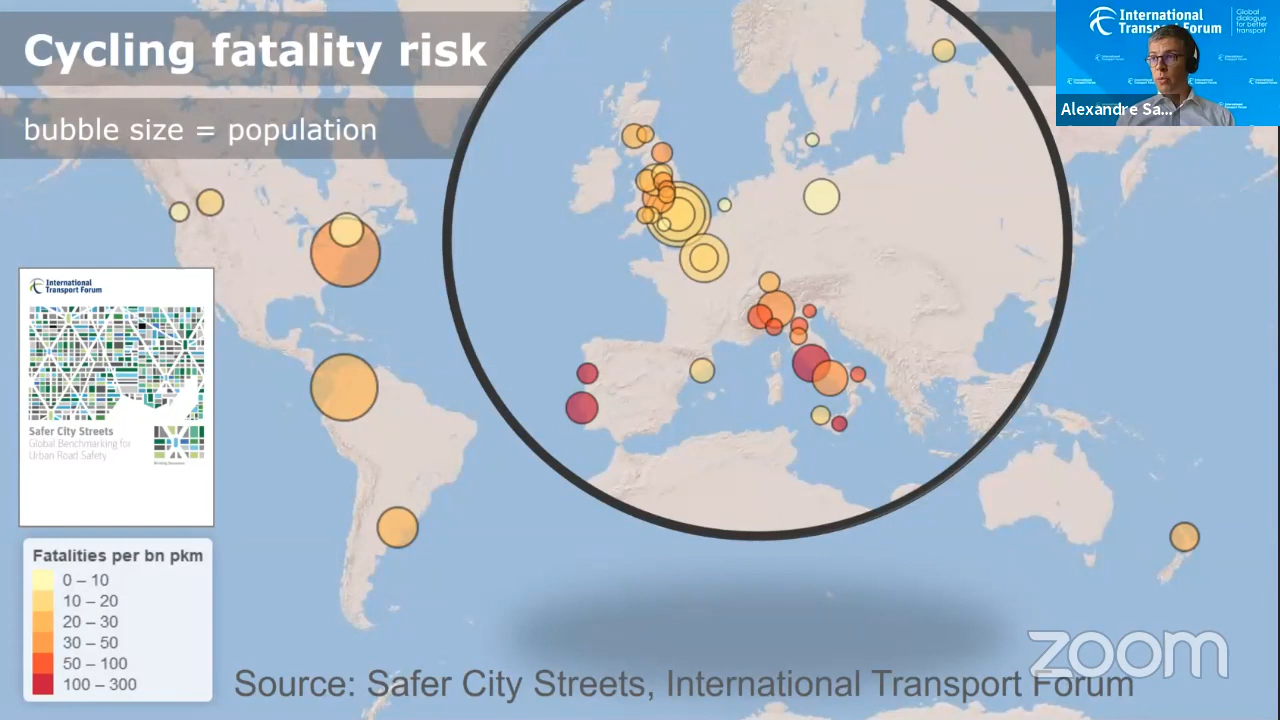 Cycling fatality risk
bubble size = population
International
Transport Forum
Global
dialogue
for better
transport
Alexandre Sa...
International
Transport Forum
Safer City Streets
Global Benchmarking for
Urban Road Safety
Fatalities per bn pkm
0 – 10
10 – 20
20 – 30
30 – 50
50 – 100
100 – 300
Source: Safer City Streets, International Transport Forum
zoom